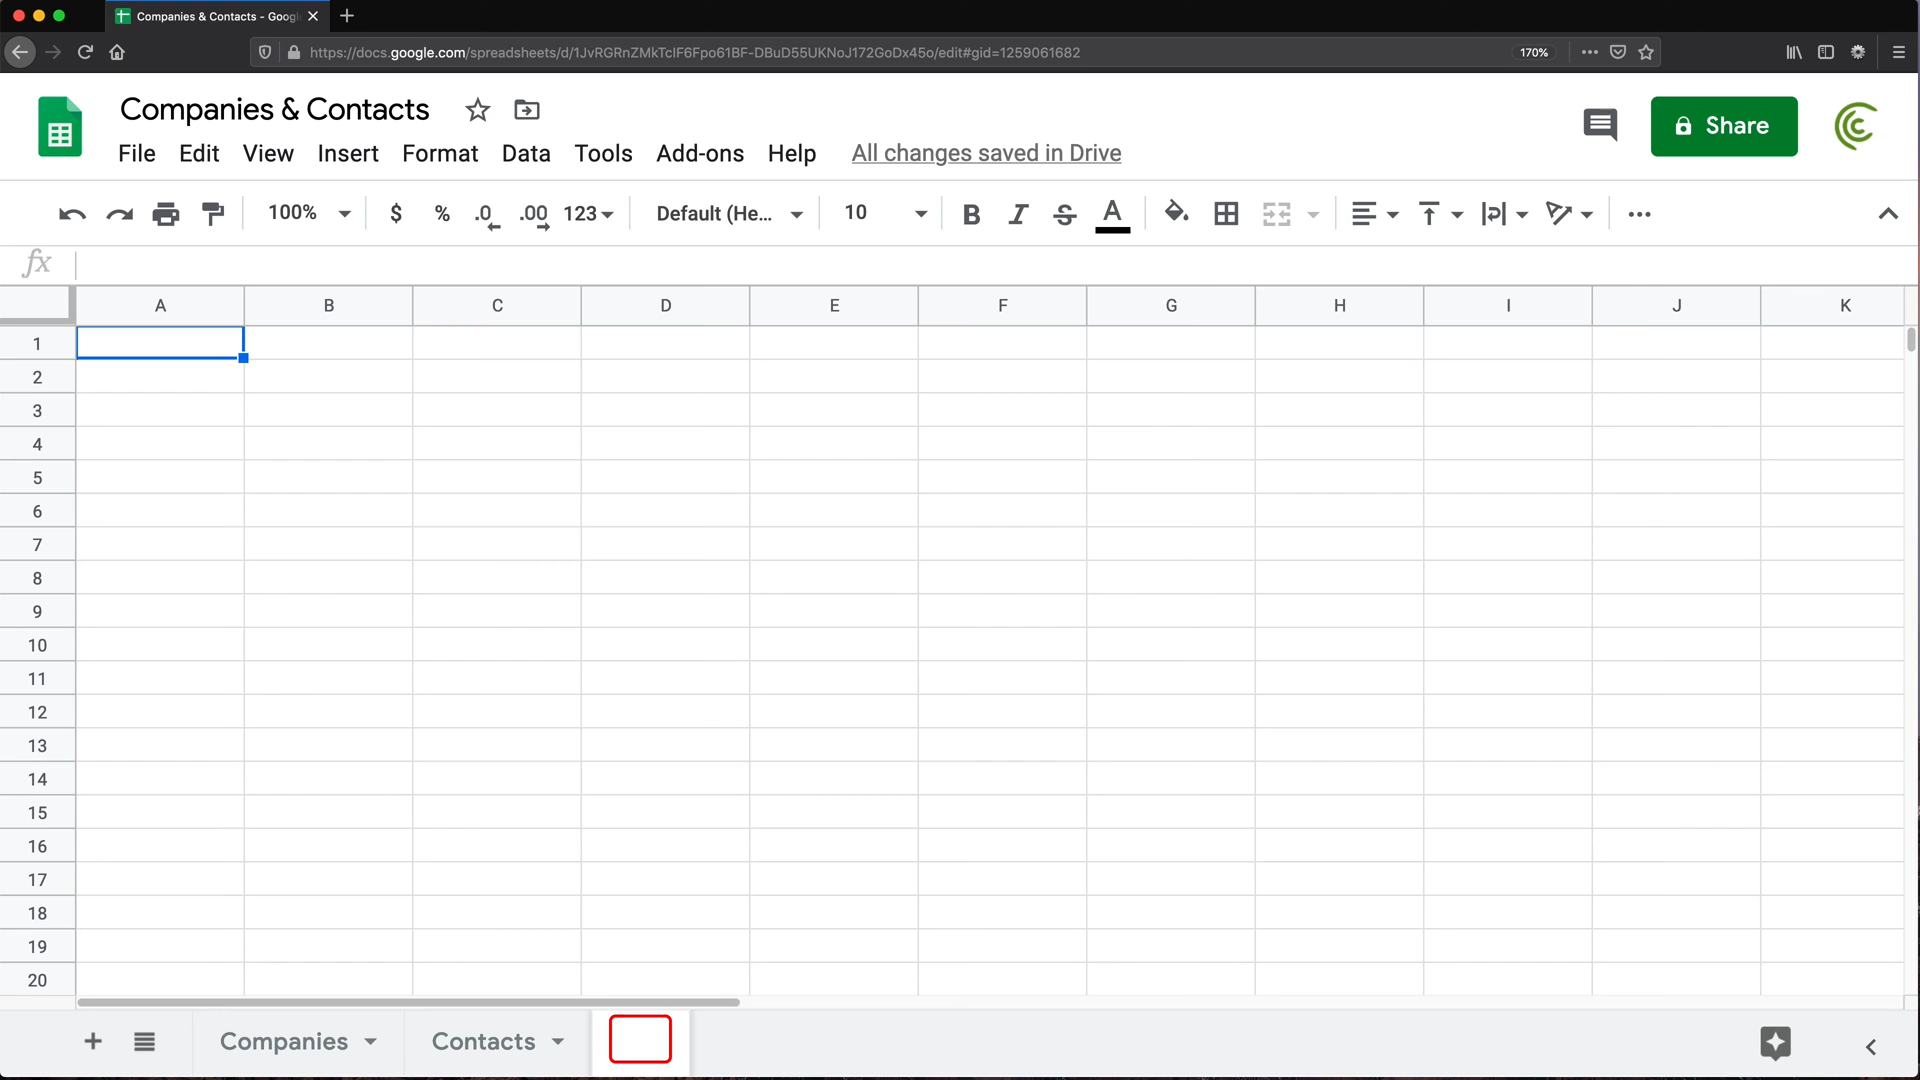 Companies & Contacts - Googl
https://docs.google.com/spreadsheets/d/1JvRGRnZMkTclF6Fpo61BF-DBuD55UKNoJ172GoDx45o/edit#gid=1259061682
170%
Companies & Contacts
Share
File Edit View Insert Format Data Tools Add-ons Help All changes saved in Drive
100% $ % .0 .00 123 Default (He... 10 B I S A
fx
A B C D E F G H I J K
1
2
3
4
5
6
7
8
9
10
11
12
13
14
15
16
17
18
19
20
Companies Contacts